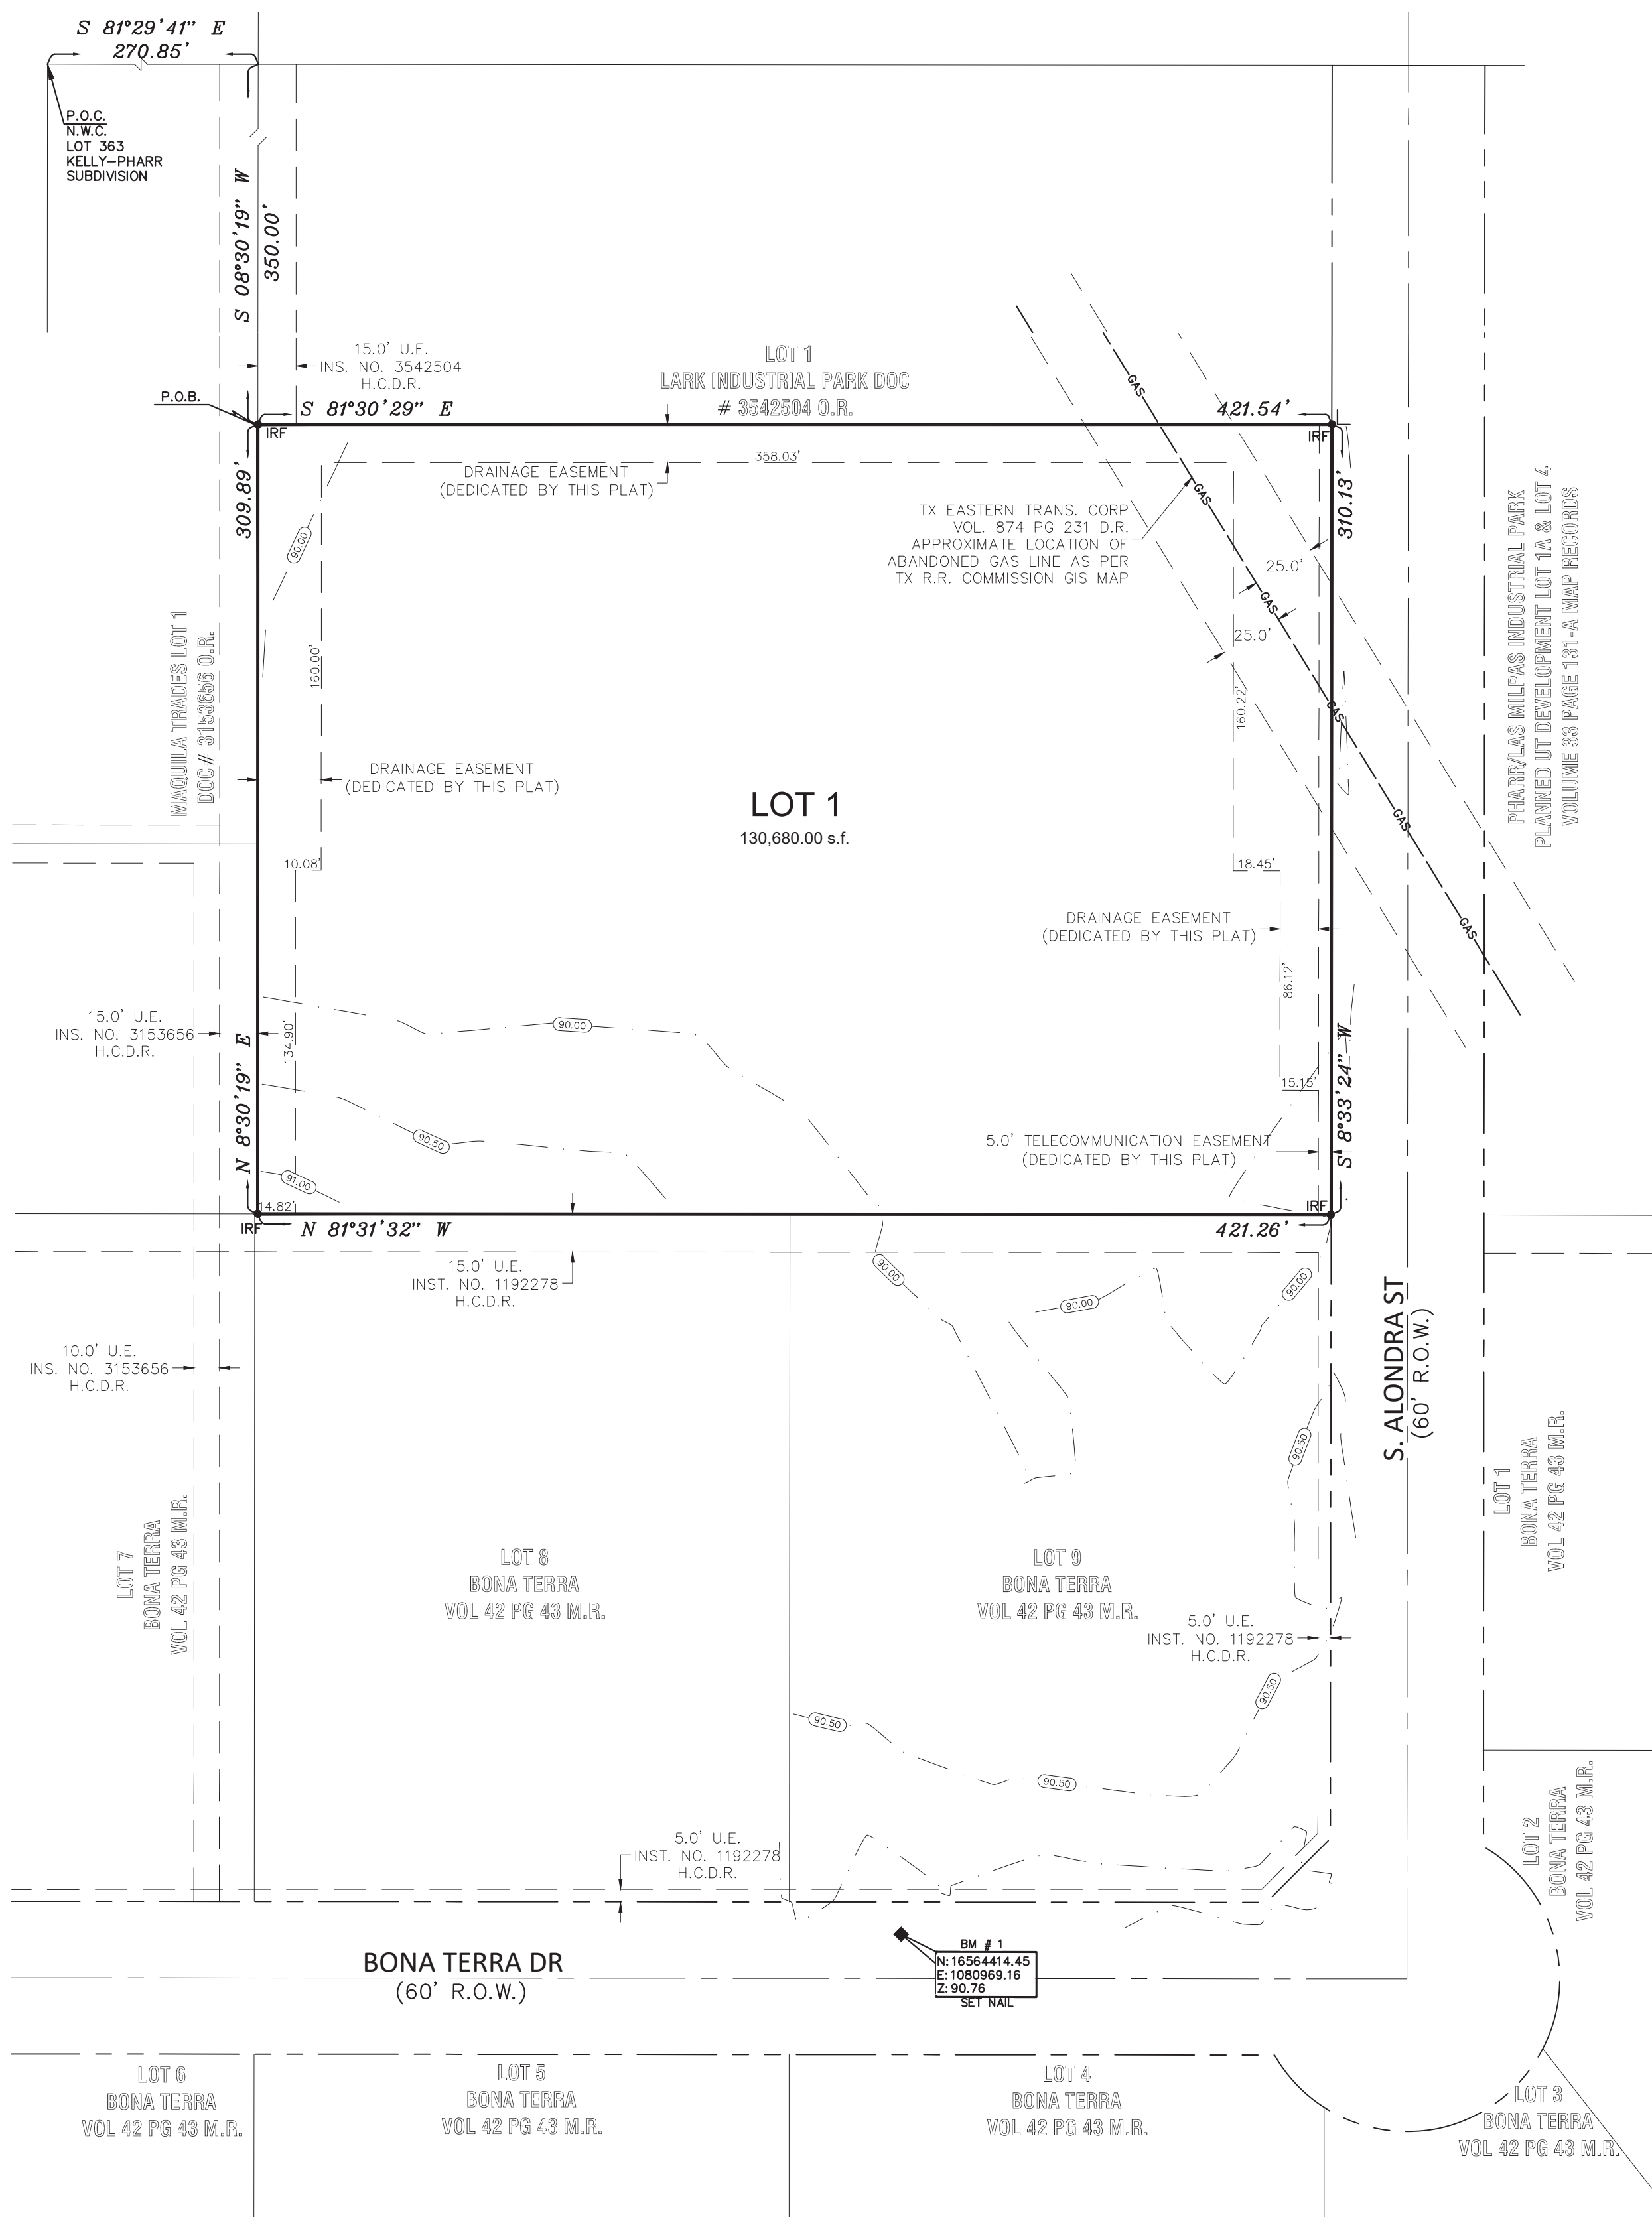 S 81°29'41" E
270.85'
P.O.C.
N.W.C.
LOT 363
KELLY-PHARR
SUBDIVISION
S 08°30'19" W
350.00'
15.0' U.E.
INS. NO. 3542504
H.C.D.R.
LOT 1
LARK INDUSTRIAL PARK DOC
# 3542504 O.R.
P.O.B.
S 81°30'29" E
421.54'
IRF
IRF
GAS
GAS
GAS
GAS
GAS
GAS
309.89'
310.13'
358.03'
DRAINAGE EASEMENT
(DEDICATED BY THIS PLAT)
TX EASTERN TRANS. CORP
VOL. 874 PG 231 D.R.
APPROXIMATE LOCATION OF
ABANDONED GAS LINE AS PER
TX R.R. COMMISSION GIS MAP
25.0'
25.0'
90.00
160.00'
160.22'
MAQUILA TRADES LOT 1
DOC# 3153656 O.R.
PHARR/LAS MILPAS INDUSTRIAL PARK
PLANNED UT DEVELOPMENT LOT 1A & LOT 4
VOLUME 33 PAGE 131-A MAP RECORDS
DRAINAGE EASEMENT
(DEDICATED BY THIS PLAT)
LOT 1
130,680.00 s.f.
10.08'
18.45'
DRAINAGE EASEMENT
(DEDICATED BY THIS PLAT)
86.12'
15.0' U.E.
INS. NO. 3153656
H.C.D.R.
N 8°30'19" E
134.90'
90.00
90.50
91.00
15.15'
S 8°33'24" W
5.0' TELECOMMUNICATION EASEMENT
(DEDICATED BY THIS PLAT)
14.82'
IRF
IRF
N 81°31'32" W
421.26'
15.0' U.E.
INST. NO. 1192278
H.C.D.R.
90.00
90.00
90.00
S. ALONDRA ST
(60' R.O.W.)
10.0' U.E.
INS. NO. 3153656
H.C.D.R.
90.50
LOT 7
BONA TERRA
VOL 42 PG 43 M.R.
LOT 8
BONA TERRA
VOL 42 PG 43 M.R.
LOT 9
BONA TERRA
VOL 42 PG 43 M.R.
LOT 1
BONA TERRA
VOL 42 PG 43 M.R.
5.0' U.E.
INST. NO. 1192278
H.C.D.R.
90.50
90.50
90.50
LOT 2
BONA TERRA
VOL 42 PG 43 M.R.
5.0' U.E.
INST. NO. 1192278
H.C.D.R.
BONA TERRA DR
(60' R.O.W.)
BM # 1
N: 16564414.45
E: 1080969.16
Z: 90.76
SET NAIL
LOT 6
BONA TERRA
VOL 42 PG 43 M.R.
LOT 5
BONA TERRA
VOL 42 PG 43 M.R.
LOT 4
BONA TERRA
VOL 42 PG 43 M.R.
LOT 3
BONA TERRA
VOL 42 PG 43 M.R.